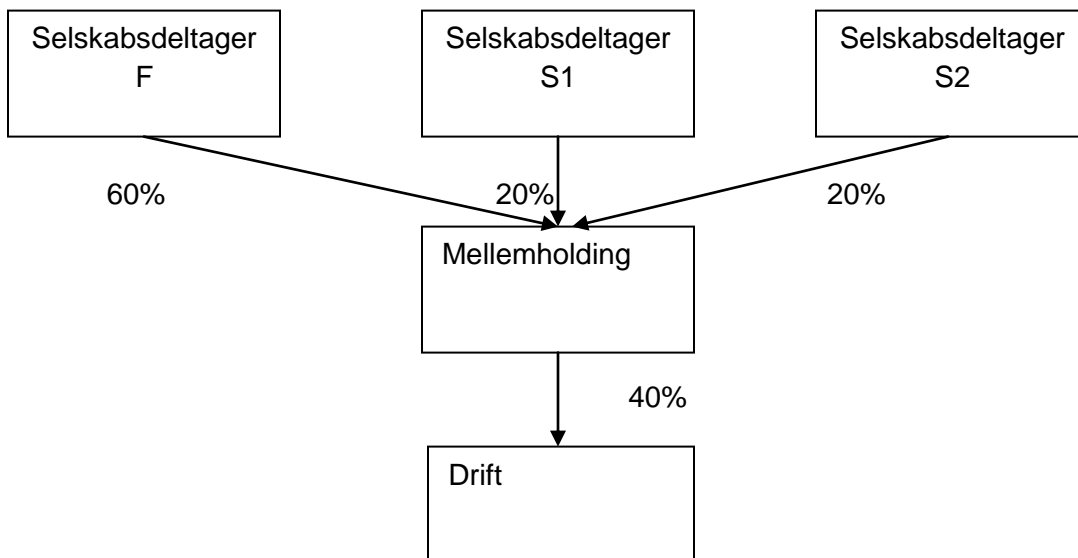 Selskabsdeltager
F
Selskabsdeltager
S1
Selskabsdeltager
S2
60%
20%
20%
Mellemholding
40%
Drift